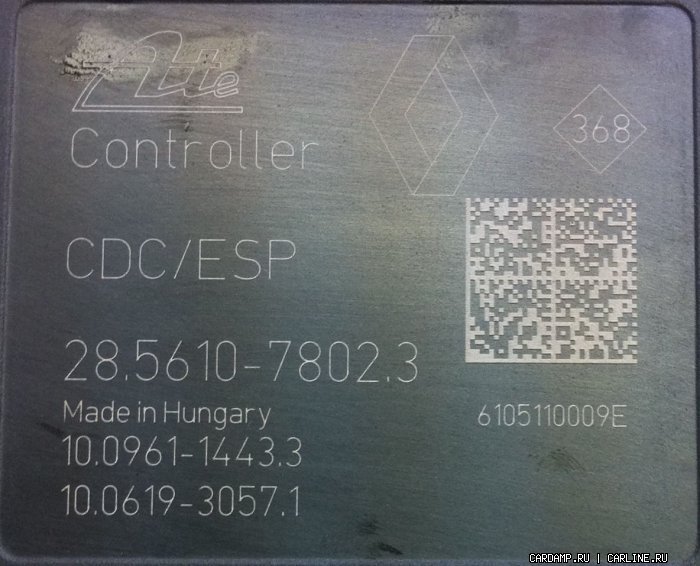 Ate
Controller
368
CDC/ESP
28.5610-7802.3
Made in Hungary
6105110009E
10.0961-1443.3
10.0619-3057.1
CARDAMP.RU | CARLINE.RU